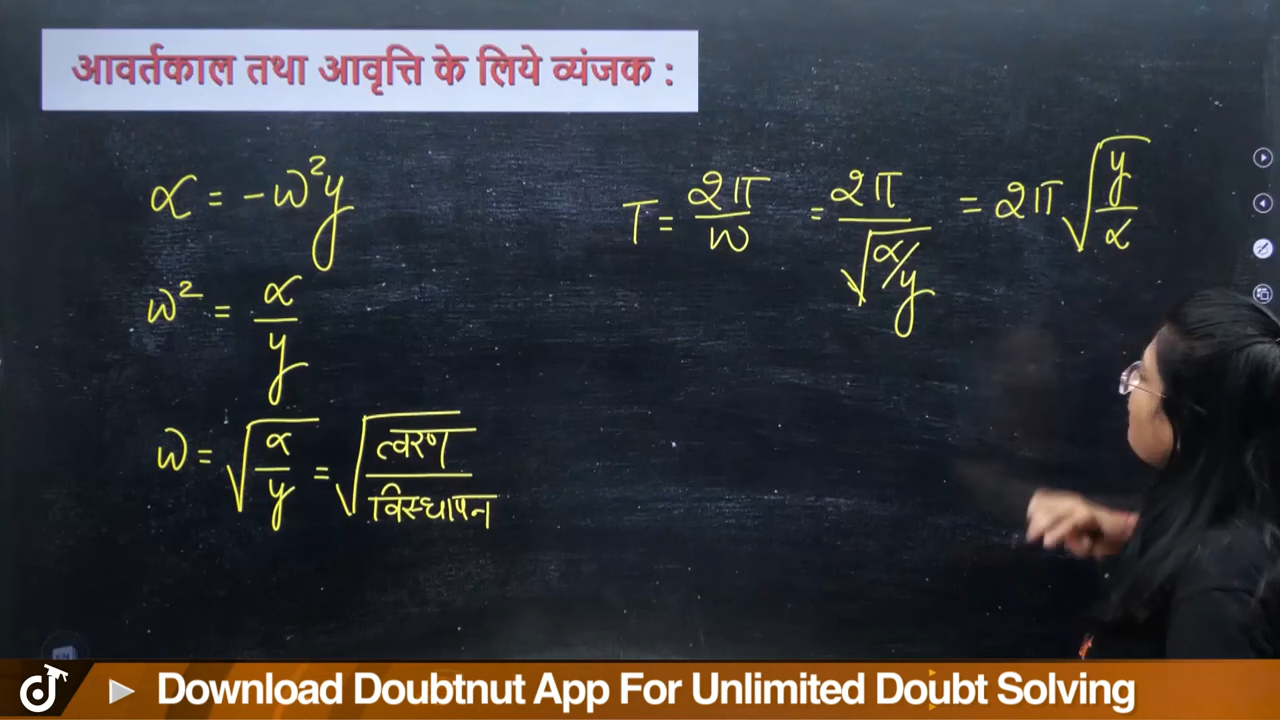 आवर्तकाल तथा आवृत्ति के लिये व्यंजक :
α = -ω²y
ω² = α/y
ω = √(α/y) = √(त्वरण/विस्थापन)
T = 2π/ω = 2π/√(α/y) = 2π √(y/α)
EN
Download Doubtnut App For Unlimited Doubt Solving